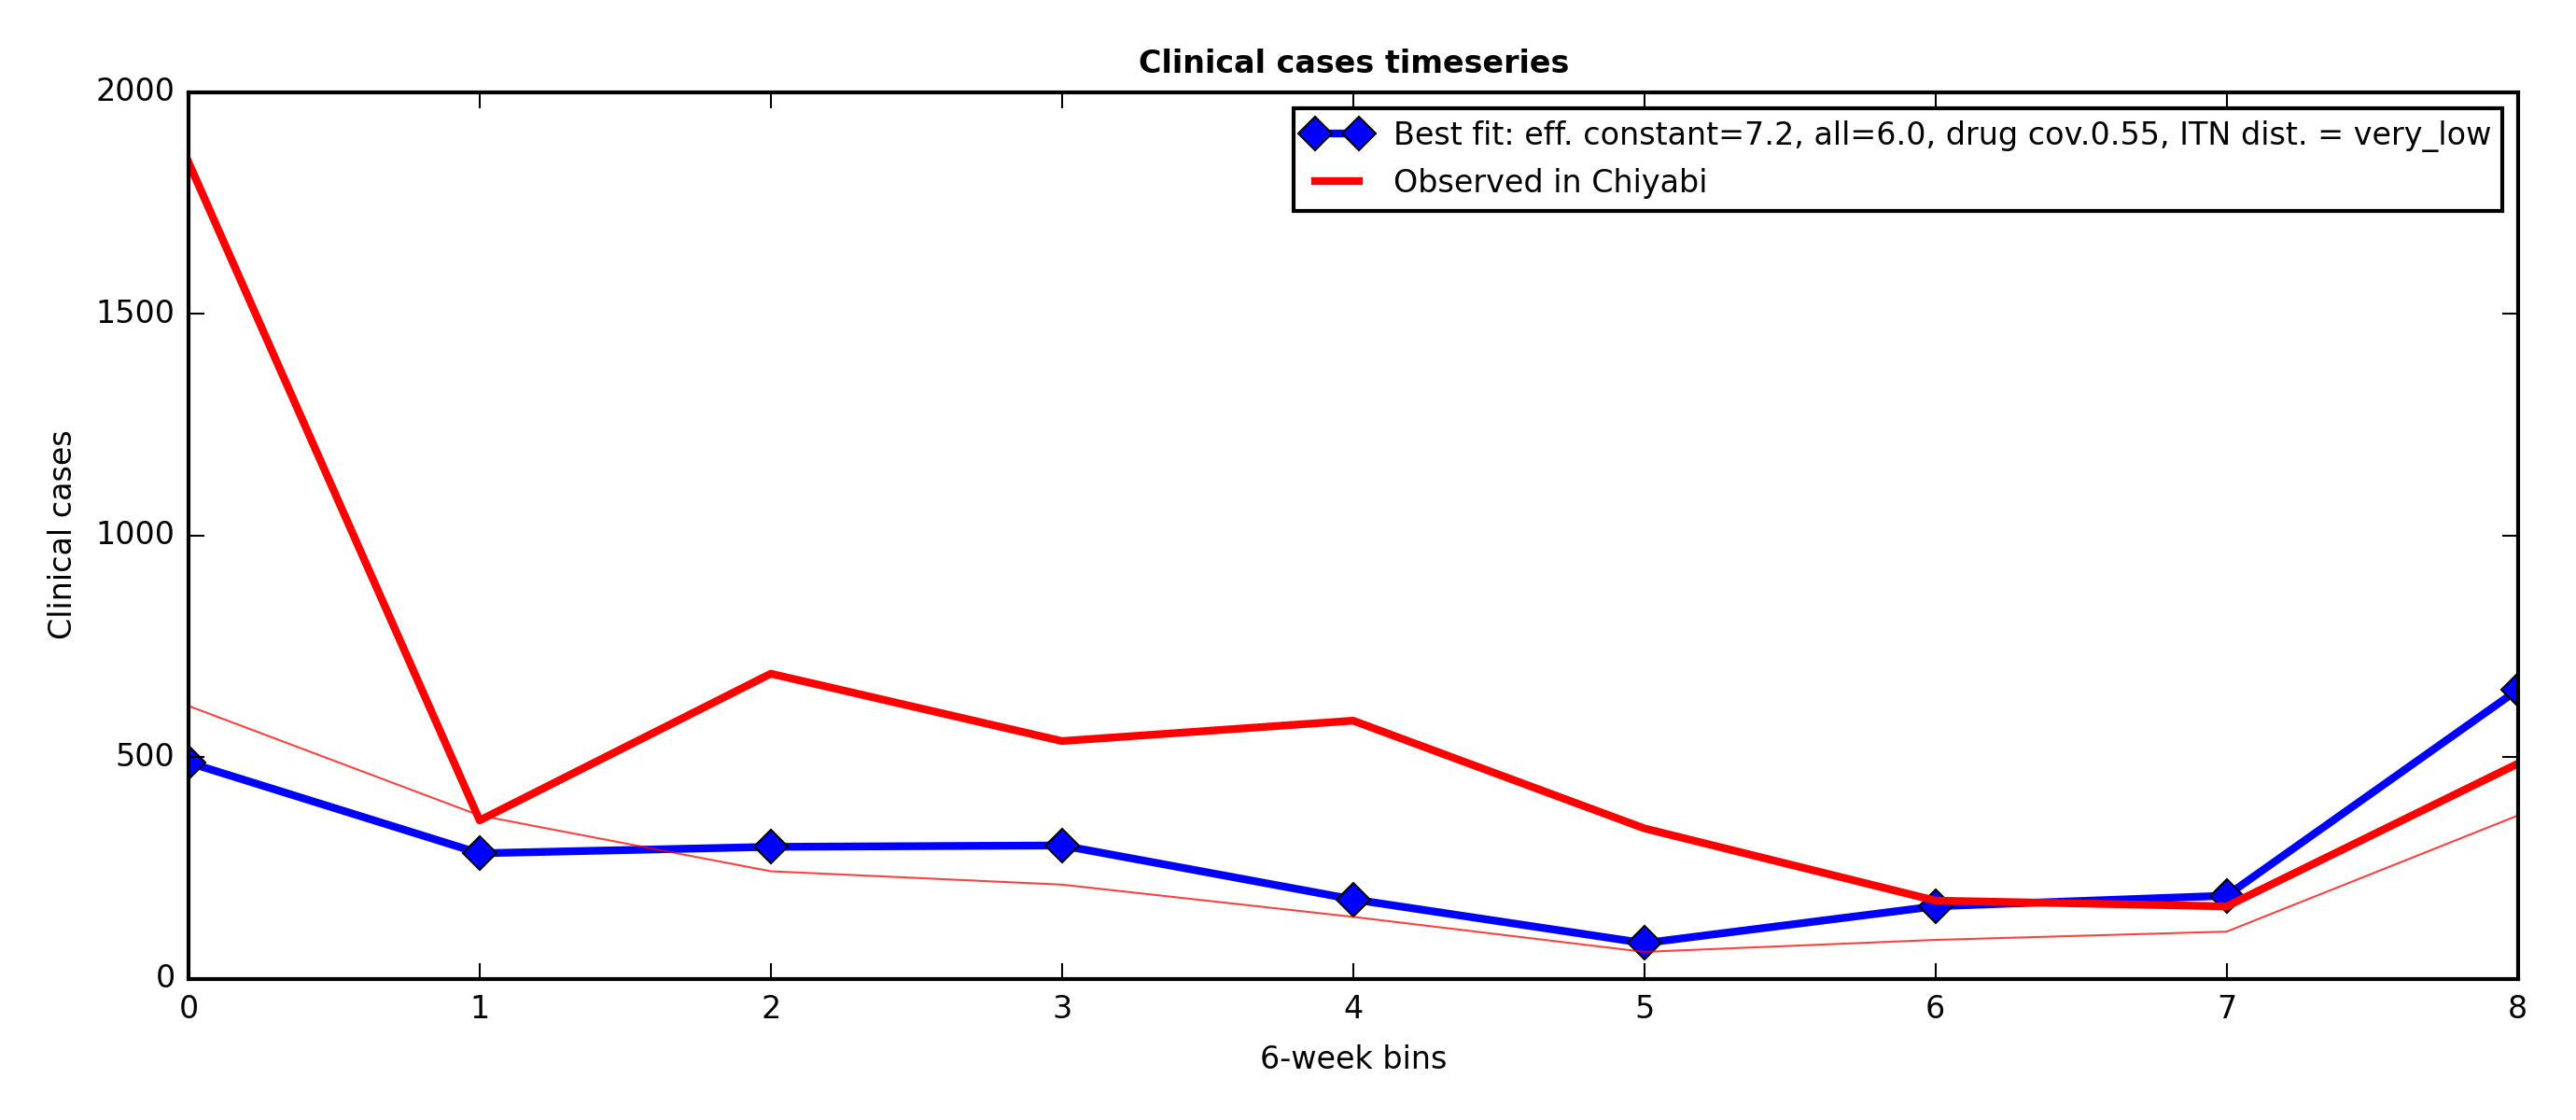 Clinical cases timeseries
2000
1500
1000
500
0
Clinical cases
Best fit: eff. constant=7.2, all=6.0, drug cov.0.55, ITN dist. = very_low
Observed in Chiyabi
0 1 2 3 4 5 6 7 8
6-week bins